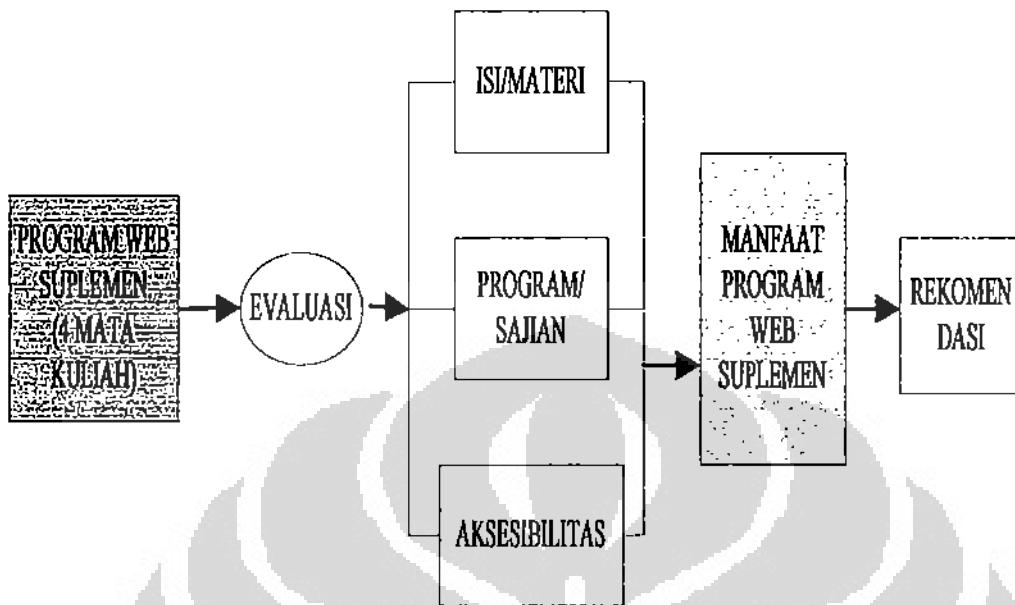 PROGRAM WEB
SUPLEMEN
(4 MATA
KULIAH)
EVALUASI
ISI/MATERI
PROGRAM/
SAJIAN
AKSESIBILITAS
MANFAAT
PROGRAM
WEB
SUPLEMEN
REKOMEN
DASI